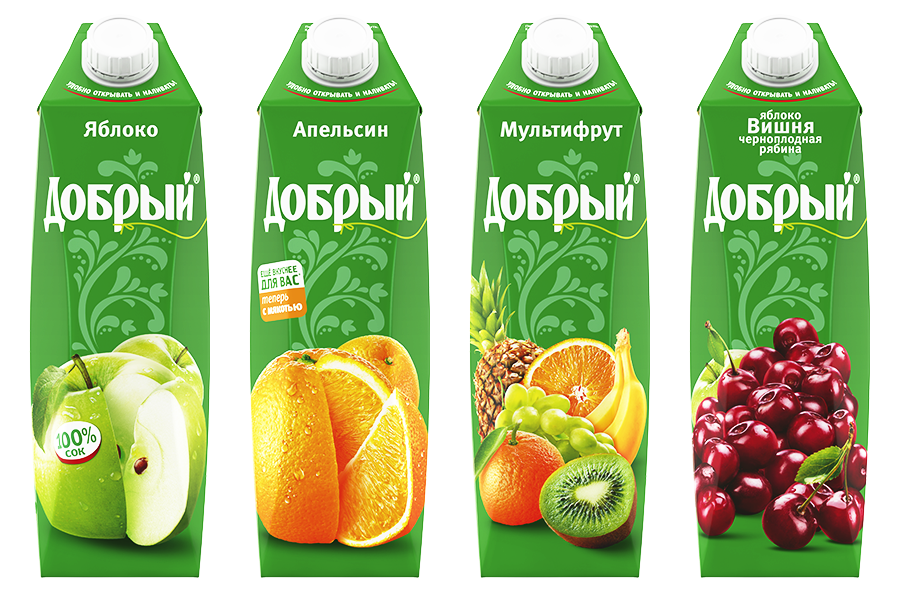 УДОБНО ОТКРЫВАТЬ И НАЛИВАТЬ!
Яблоко
ДОБРЫЙ®
100%
СОК
УДОБНО ОТКРЫВАТЬ И НАЛИВАТЬ!
Апельсин
ДОБРЫЙ®
ЕЩЁ ВКУСНЕЕ
ДЛЯ ВАС
теперь
с мякотью
УДОБНО ОТКРЫВАТЬ И НАЛИВАТЬ!
Мультифрут
ДОБРЫЙ®
УДОБНО ОТКРЫВАТЬ И НАЛИВАТЬ!
яблоко
Вишня
черноплодная
рябина
ДОБРЫЙ®